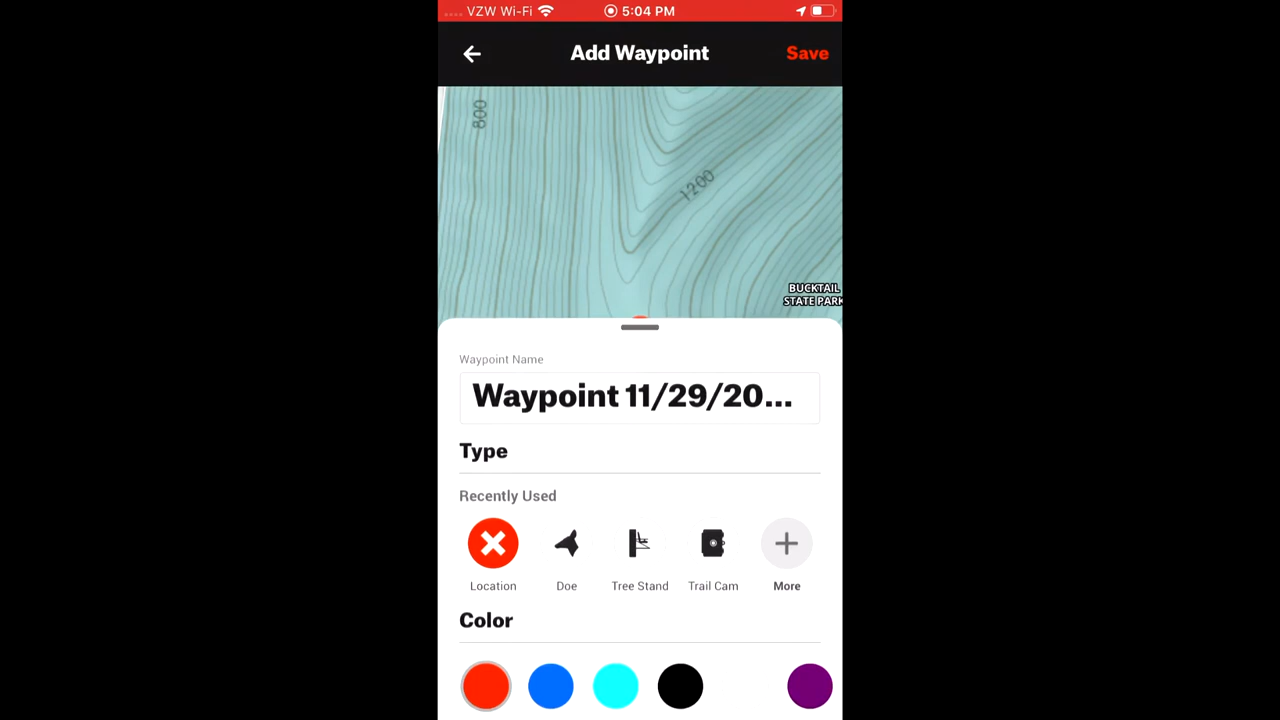 VZW Wi-Fi 5:04 PM
Add Waypoint Save
800
1200
BUCKTAIL
STATE PARK
Waypoint Name
Waypoint 11/29/20...
Type
Recently Used
Location Doe Tree Stand Trail Cam More
Color